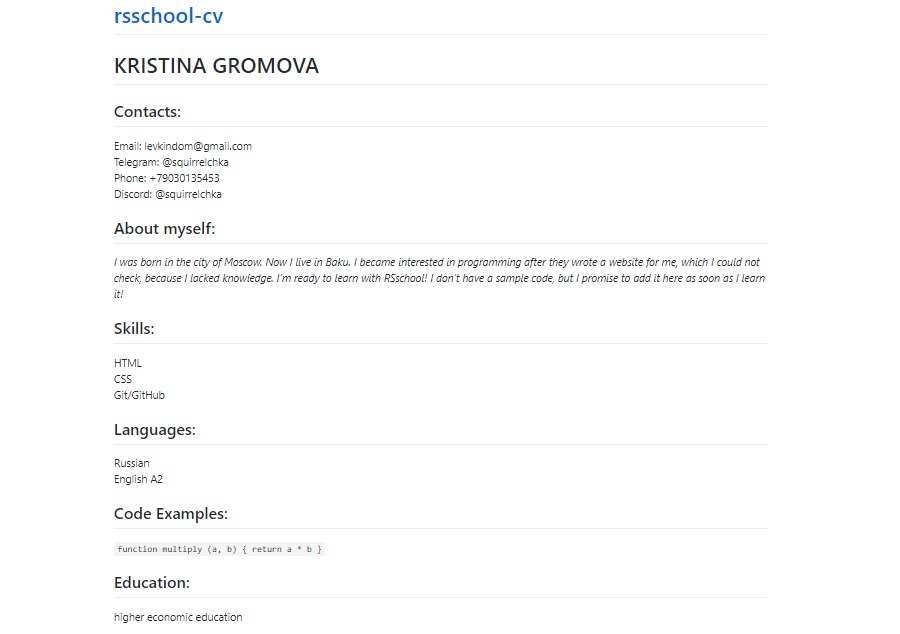 rsschool-cv
KRISTINA GROMOVA
Contacts:
Email: levkindom@gmail.com
Telegram: @squirrelchka
Phone: +79030135453
Discord: @squirrelchka
About myself:
I was born in the city of Moscow. Now I live in Baku. I became interested in programming after they wrote a website for me, which I could not
check, because I lacked knowledge. I'm ready to learn with RSschool! I don't have a sample code, but I promise to add it here as soon as I learn
it!
Skills:
HTML
CSS
Git/GitHub
Languages:
Russian
English A2
Code Examples:
function multiply (a, b) { return a * b }
Education:
higher economic education